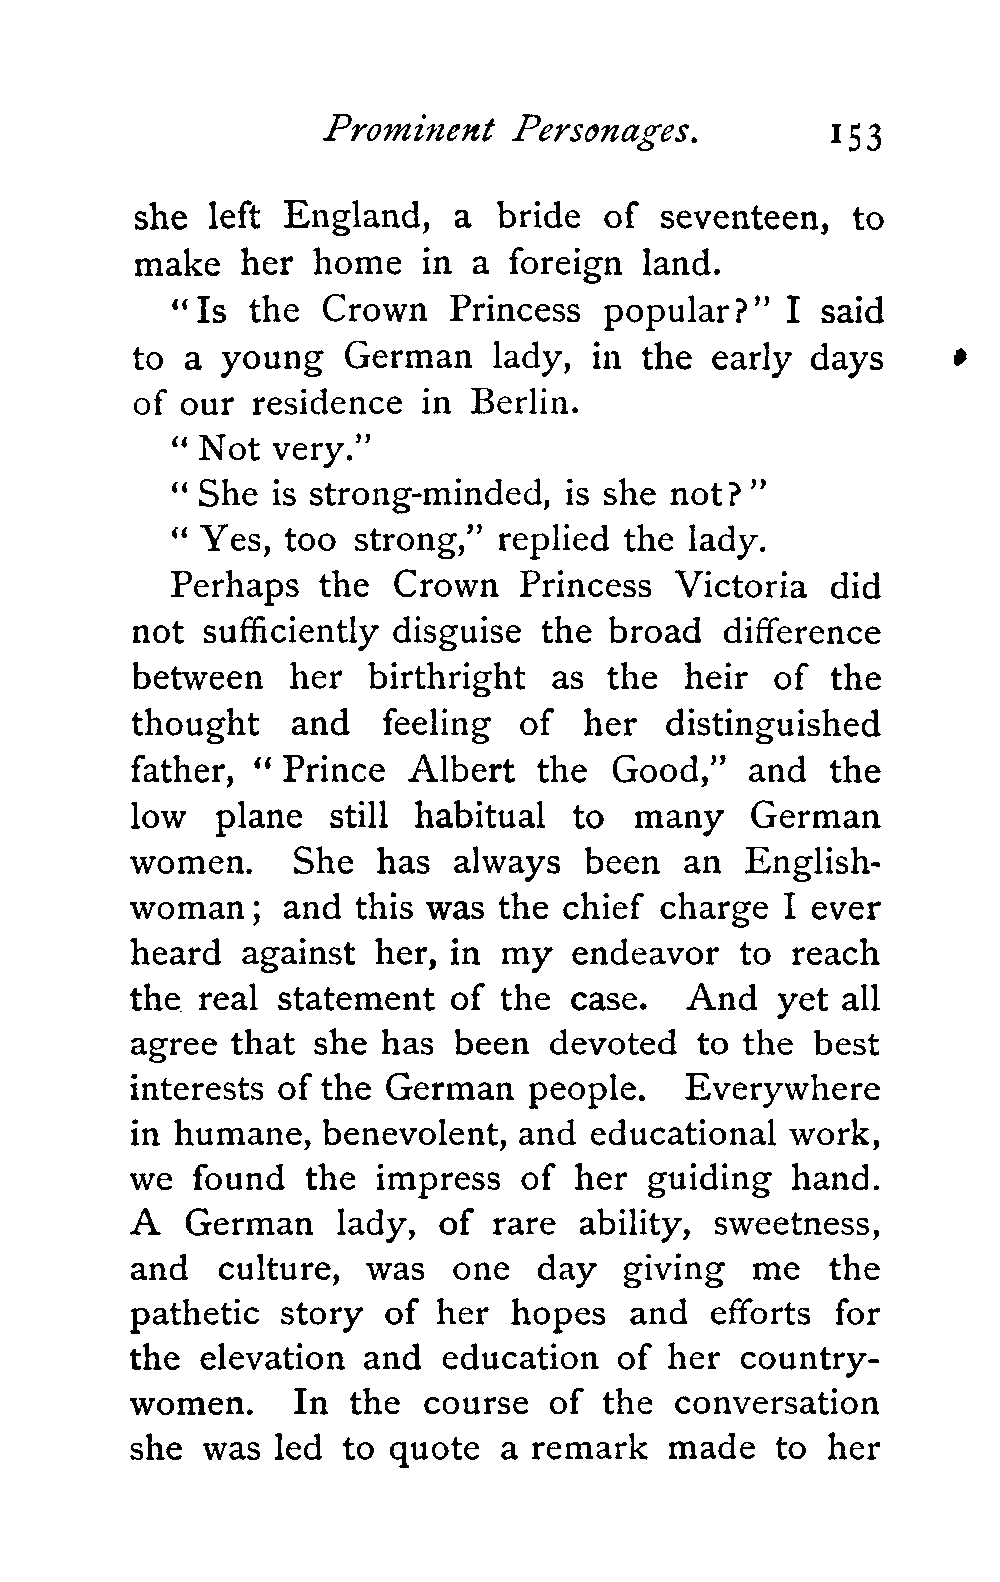 Prominent Personages. 153
she left England, a bride of seventeen, to
make her home in a foreign land.
"Is the Crown Princess popular?" I said
to a young German lady, in the early days
of our residence in Berlin.
"Not very."
"She is strong-minded, is she not?"
"Yes, too strong," replied the lady.
Perhaps the Crown Princess Victoria did
not sufficiently disguise the broad difference
between her birthright as the heir of the
thought and feeling of her distinguished
father, "Prince Albert the Good," and the
low plane still habitual to many German
women. She has always been an English-
woman; and this was the chief charge I ever
heard against her, in my endeavor to reach
the real statement of the case. And yet all
agree that she has been devoted to the best
interests of the German people. Everywhere
in humane, benevolent, and educational work,
we found the impress of her guiding hand.
A German lady, of rare ability, sweetness,
and culture, was one day giving me the
pathetic story of her hopes and efforts for
the elevation and education of her country-
women. In the course of the conversation
she was led to quote a remark made to her